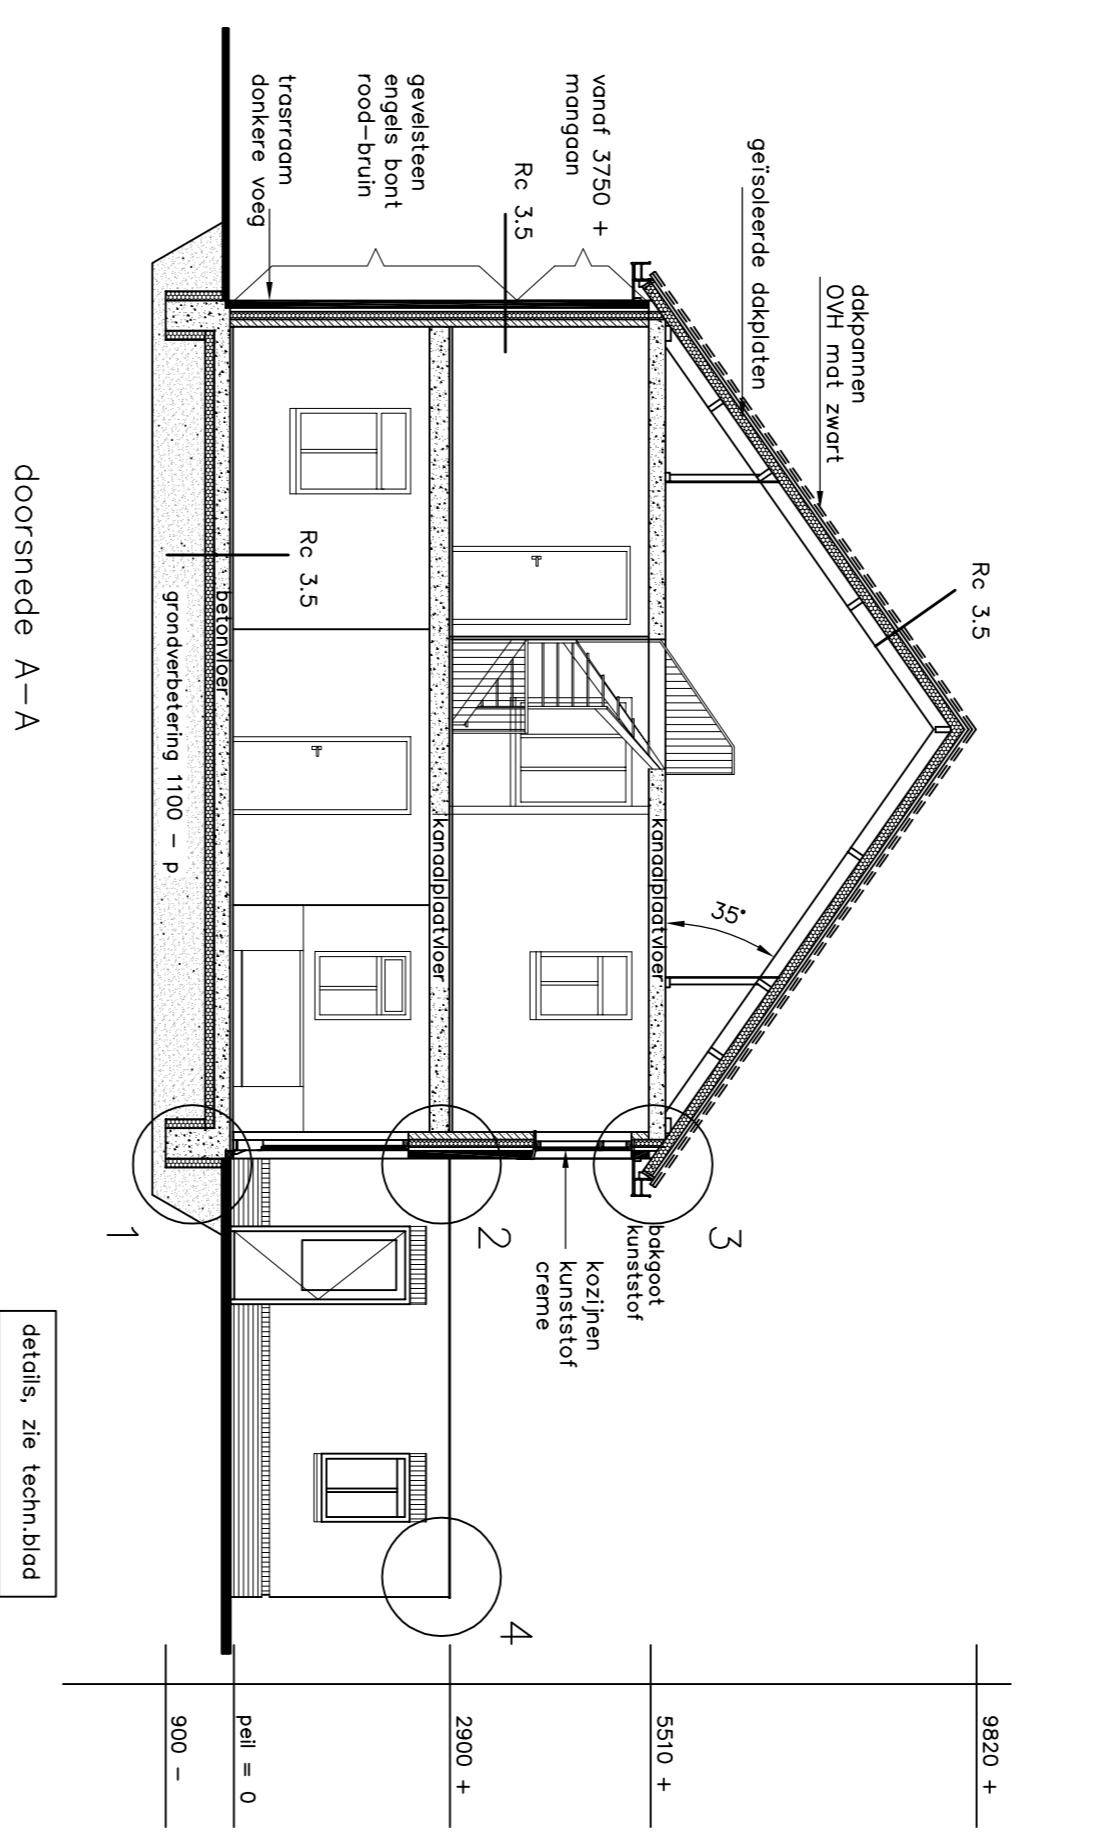 dakpannen
OVH mat zwart
geïsoleerde dakplaten
Rc 3.5
vanaf 3750 +
mangaan
Rc 3.5
gevelsteen
engels bont
rood-bruin
trasrraam
donkere voeg
kanaalplaatvloer
kanaalplaatvloer
35°
Rc 3.5
betonvloer
grondverbetering 1100 - p
3
bakgoot
kunststof
kozijnen
kunststof
creme
2
1
4
9820 +
5510 +
2900 +
peil = 0
900 -
doorsnede A-A
details, zie techn.blad